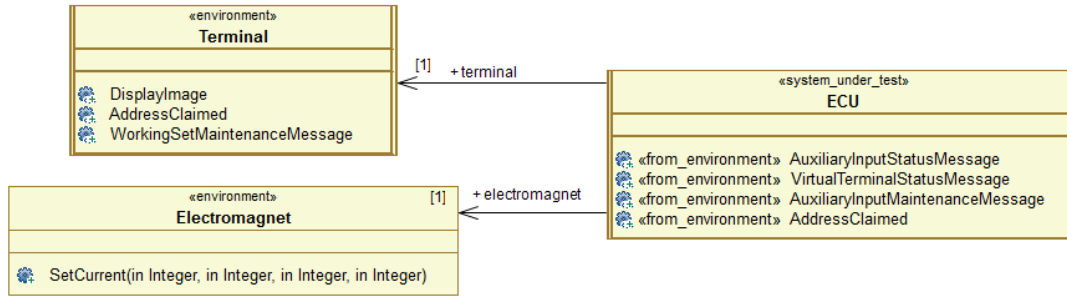 «environment»
Terminal
DisplayImage
AddressClaimed
WorkingSetMaintenanceMessage
[1]
+ terminal
«system_under_test»
ECU
«from_environment» AuxiliaryInputStatusMessage
«from_environment» VirtualTerminalStatusMessage
«from_environment» AuxiliaryInputMaintenanceMessage
«from_environment» AddressClaimed
«environment»
Electromagnet
[1]
+ electromagnet
SetCurrent(in Integer, in Integer, in Integer, in Integer)